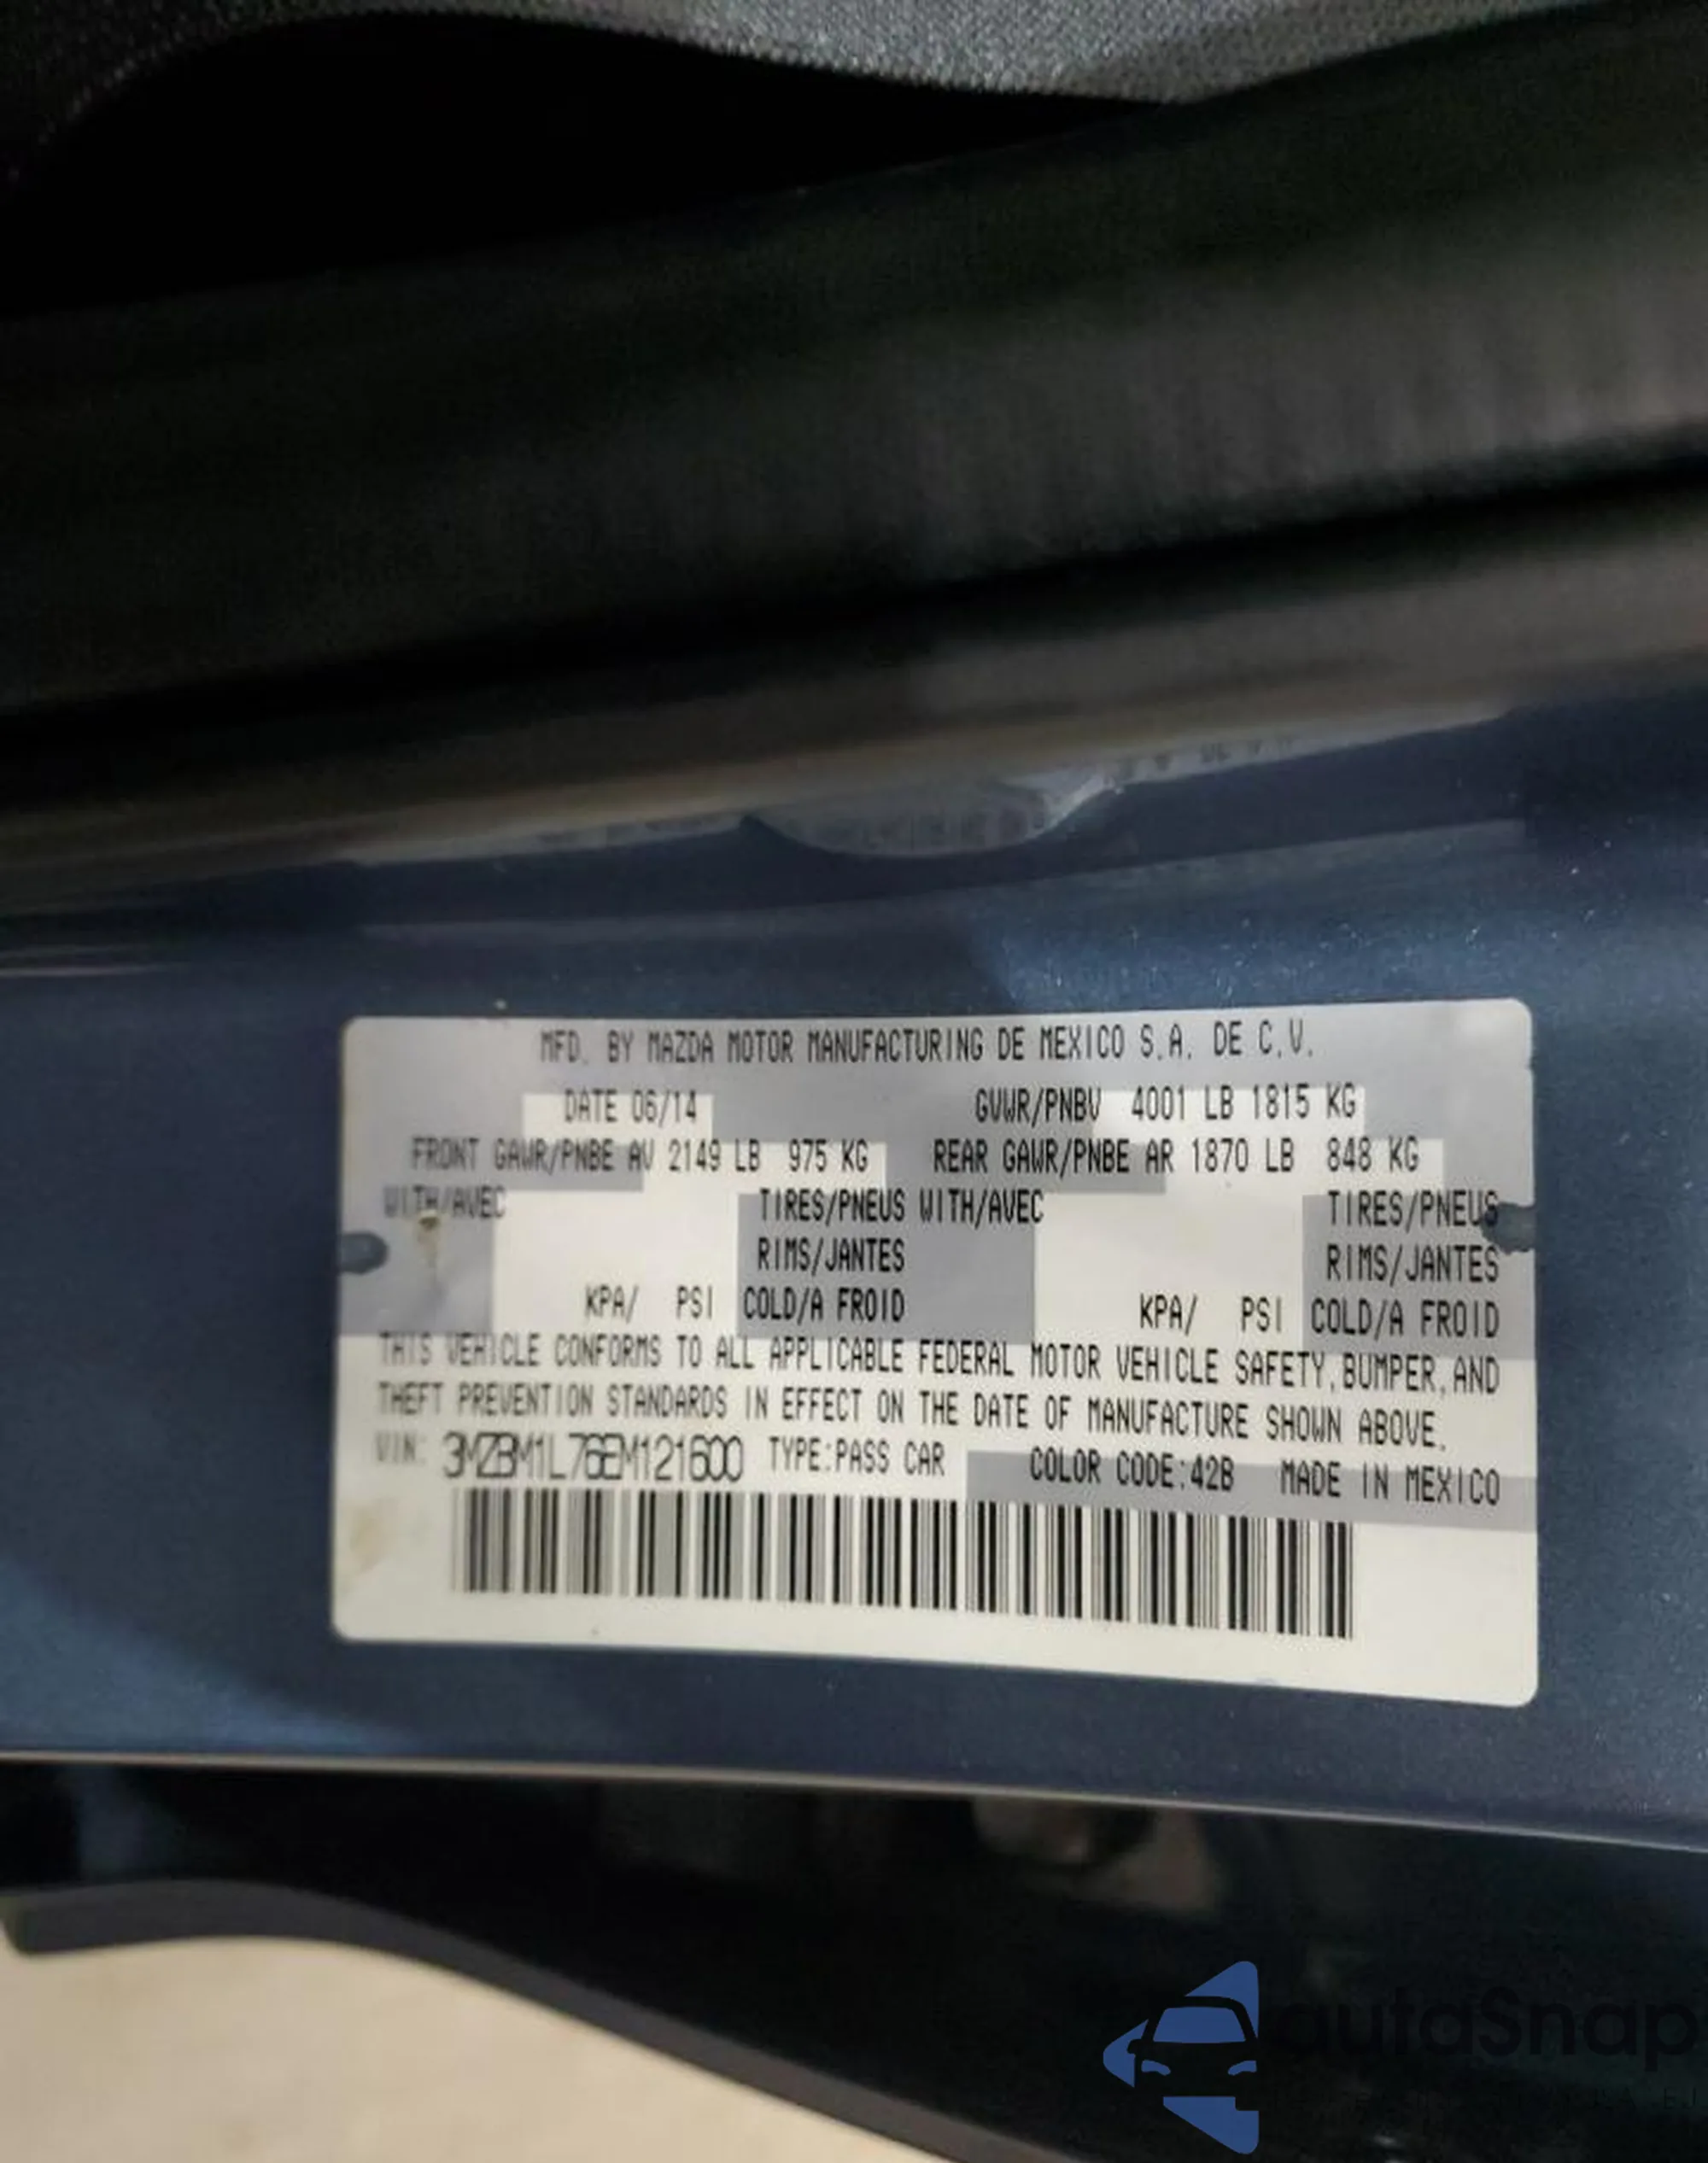 MFD. BY MAZDA MOTOR MANUFACTURING DE MEXICO S.A. DE C.V.
DATE 06/14 GVWR/PNBV 4001 LB 1815 KG
FRONT GAWR/PNBE AV 2149 LB 975 KG REAR GAWR/PNBE AR 1870 LB 848 KG
WITH/AVEC TIRES/PNEUS WITH/AVEC TIRES/PNEUS
RIMS/JANTES RIMS/JANTES
KPA/ PSI COLD/A FROID KPA/ PSI COLD/A FROID
THIS VEHICLE CONFORMS TO ALL APPLICABLE FEDERAL MOTOR VEHICLE SAFETY, BUMPER, AND
THEFT PREVENTION STANDARDS IN EFFECT ON THE DATE OF MANUFACTURE SHOWN ABOVE.
VIN: 3MZBM1L76EM121600 TYPE:PASS CAR COLOR CODE:42B MADE IN MEXICO
autaSnap